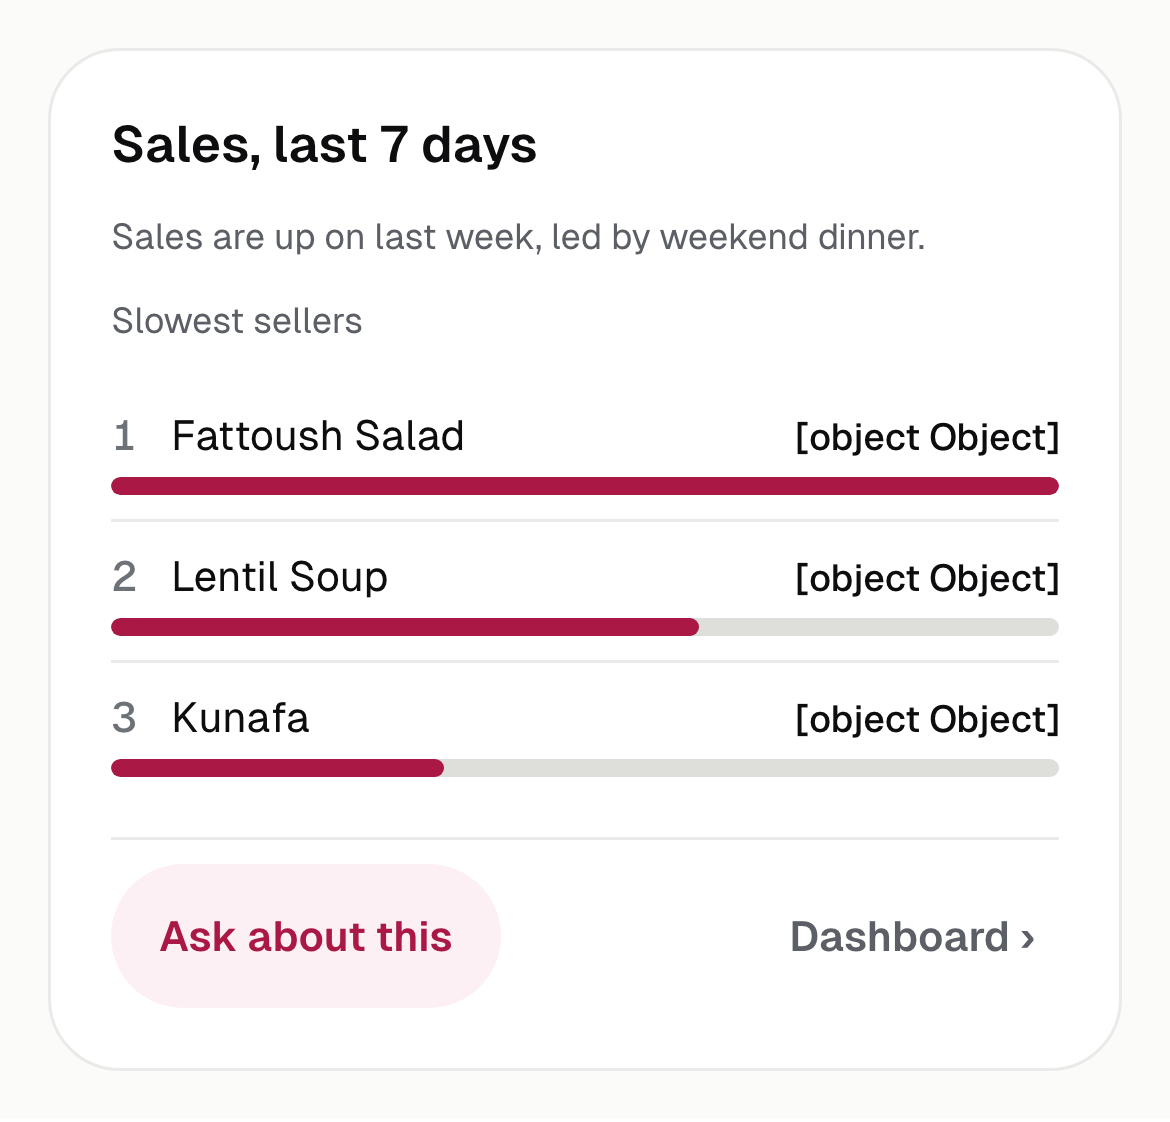 Sales, last 7 days
Sales are up on last week, led by weekend dinner.
Slowest sellers
1 Fattoush Salad [object Object]
2 Lentil Soup [object Object]
3 Kunafa [object Object]
Ask about this Dashboard ›